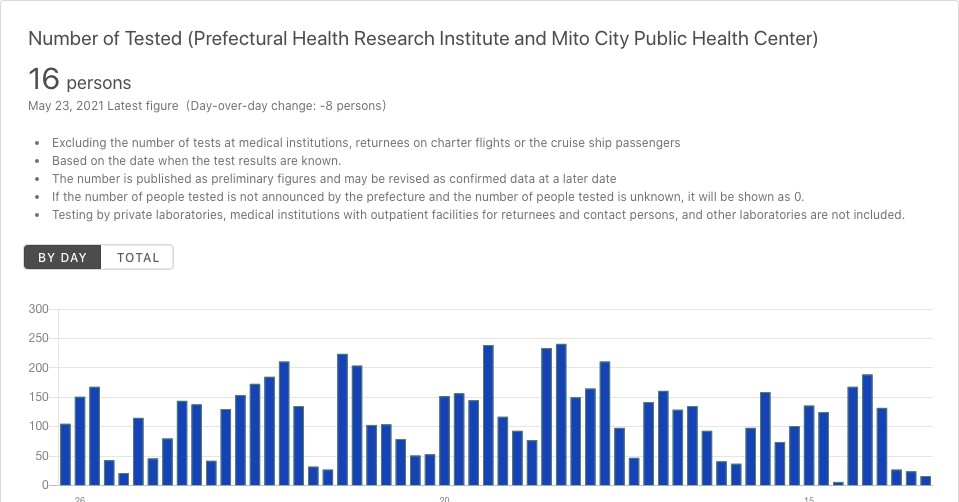 Number of Tested (Prefectural Health Research Institute and Mito City Public Health Center)
16 persons
May 23, 2021 Latest figure (Day-over-day change: -8 persons)
• Excluding the number of tests at medical institutions, returnees on charter flights or the cruise ship passengers
• Based on the date when the test results are known.
• The number is published as preliminary figures and may be revised as confirmed data at a later date
• If the number of people tested is not announced by the prefecture and the number of people tested is unknown, it will be shown as 0.
• Testing by private laboratories, medical institutions with outpatient facilities for returnees and contact persons, and other laboratories are not included.
BY DAY TOTAL
300
250
200
150
100
50
0
26 20 15